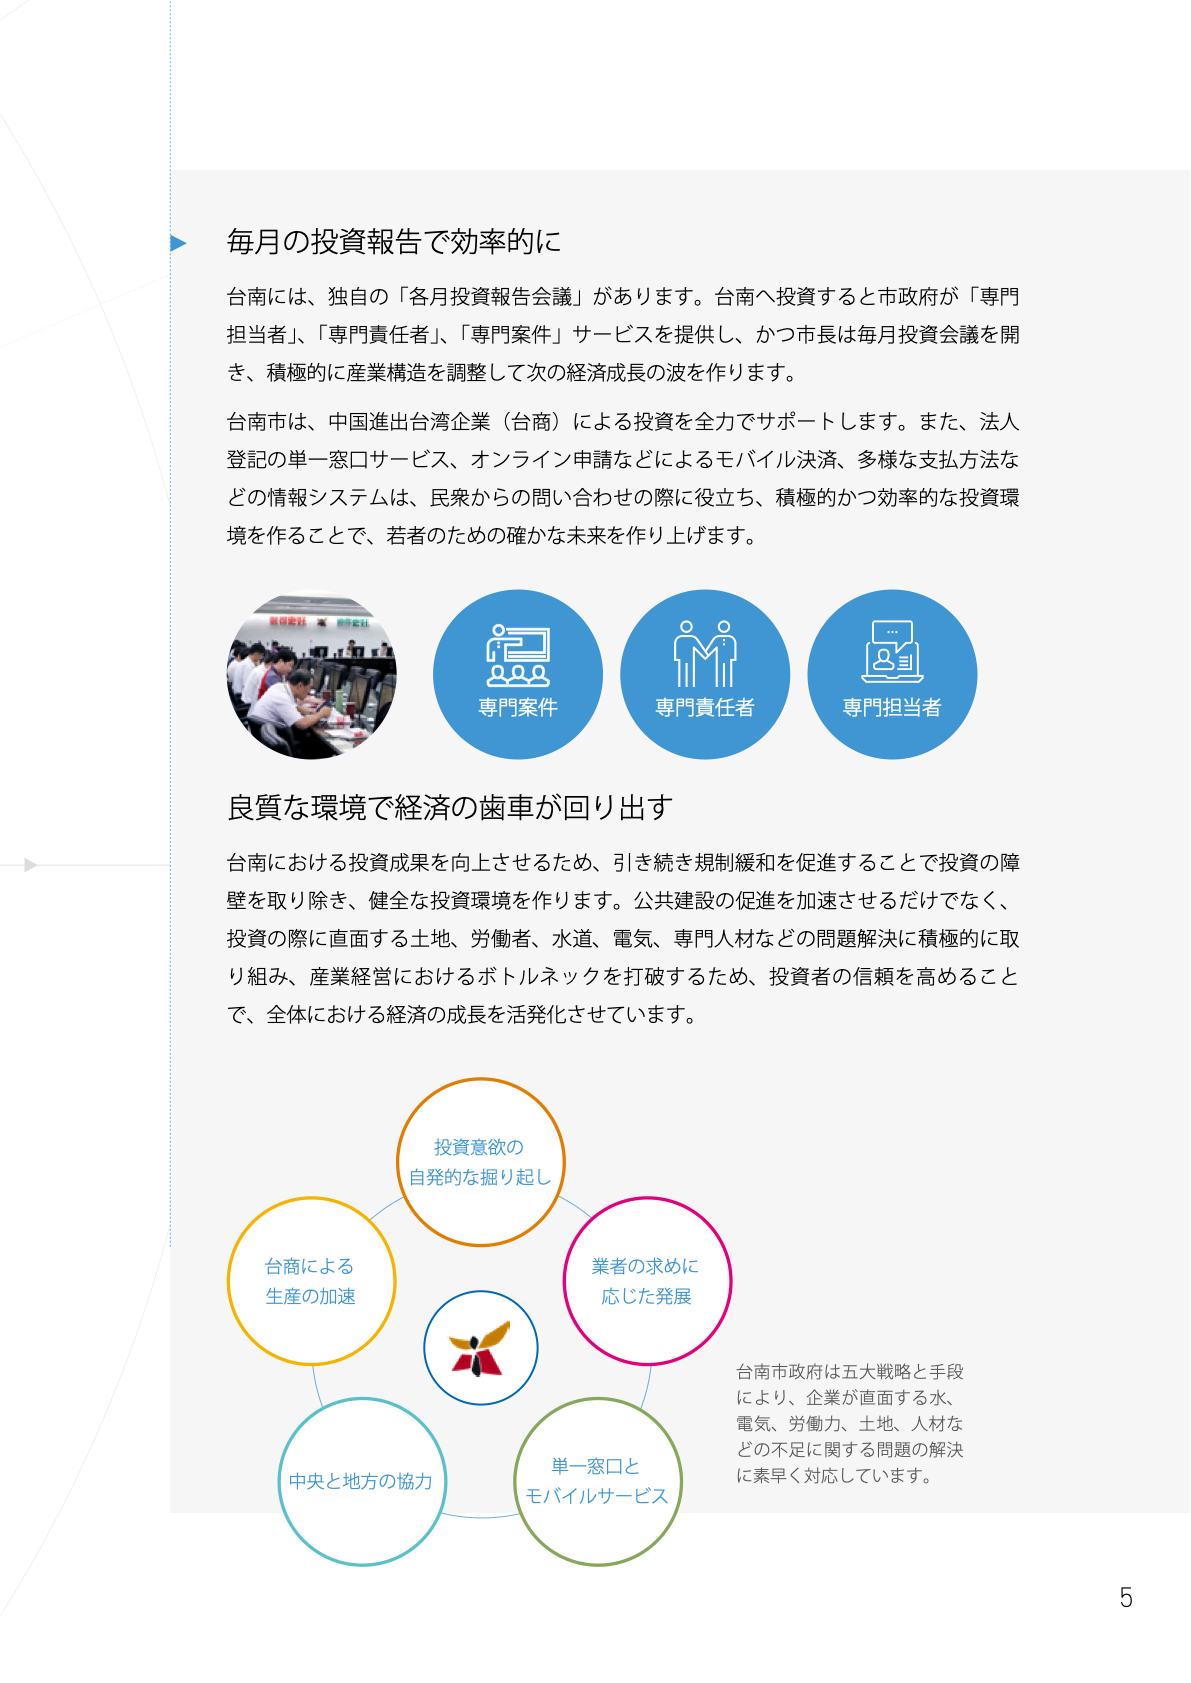 毎月の投資報告で効率的に
台南には、独自の「各月投資報告会議」があります。台南へ投資すると市政府が「専門
担当者」、「専門責任者」、「専門案件」サービスを提供し、かつ市長は毎月投資会議を開
き、積極的に産業構造を調整して次の経済成長の波を作ります。
台南市は、中国進出台湾企業（台商）による投資を全力でサポートします。また、法人
登記の単一窓口サービス、オンライン申請などによるモバイル決済、多様な支払方法な
どの情報システムは、民衆からの問い合わせの際に役立ち、積極的かつ効率的な投資環
境を作ることで、若者のための確かな未来を作り上げます。
専門案件
専門責任者
専門担当者
良質な環境で経済の歯車が回り出す
台南における投資成果を向上させるため、引き続き規制緩和を促進することで投資の障
壁を取り除き、健全な投資環境を作ります。公共建設の促進を加速させるだけでなく、
投資の際に直面する土地、労働者、水道、電気、専門人材などの問題解決に積極的に取
り組み、産業経営におけるボトルネックを打破するため、投資者の信頼を高めること
で、全体における経済の成長を活発化させています。
投資意欲の
自発的な掘り起し
台商による
生産の加速
業者の求めに
応じた発展
中央と地方の協力
単一窓口と
モバイルサービス
台南市政府は五大戦略と手段
により、企業が直面する水、
電気、労働力、土地、人材な
どの不足に関する問題の解決
に素早く対応しています。
5